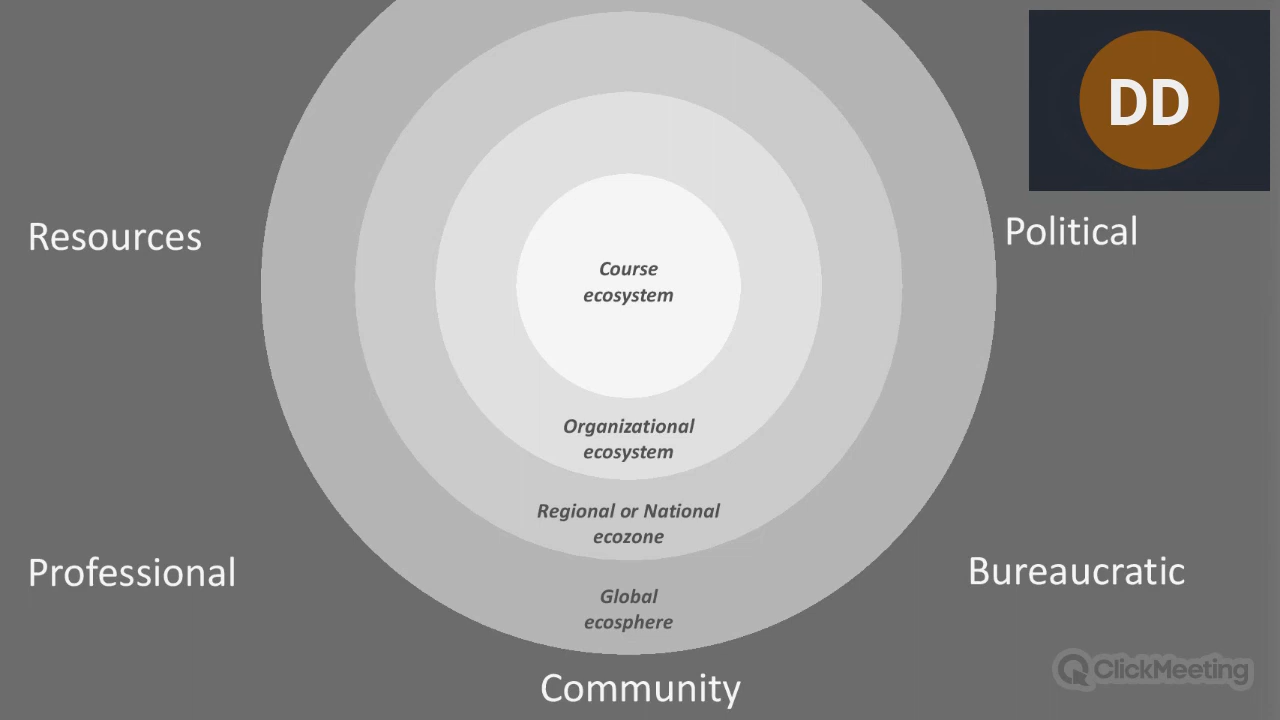 DD
Resources
Political
Course
ecosystem
Organizational
ecosystem
Regional or National
ecozone
Professional
Bureaucratic
Global
ecosphere
ClickMeeting
Community